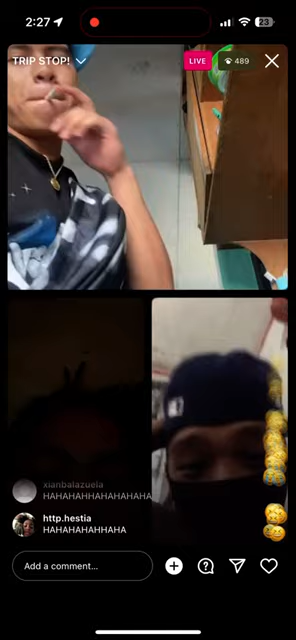 2:27
23
TRIP STOP!
LIVE
489
xianbalazuela
HAHAHAHHAHAHAHAHA
http.hestia
HAHAHAHAHHAHA
Add a comment...